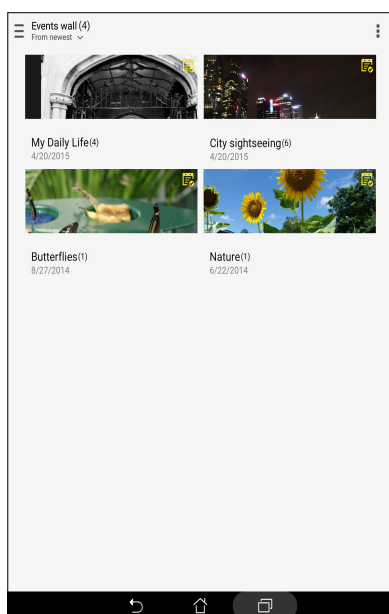 Events wall (4)
From newest
My Daily Life(4)
4/20/2015
City sightseeing(6)
4/20/2015
Butterflies(1)
8/27/2014
Nature(1)
6/22/2014